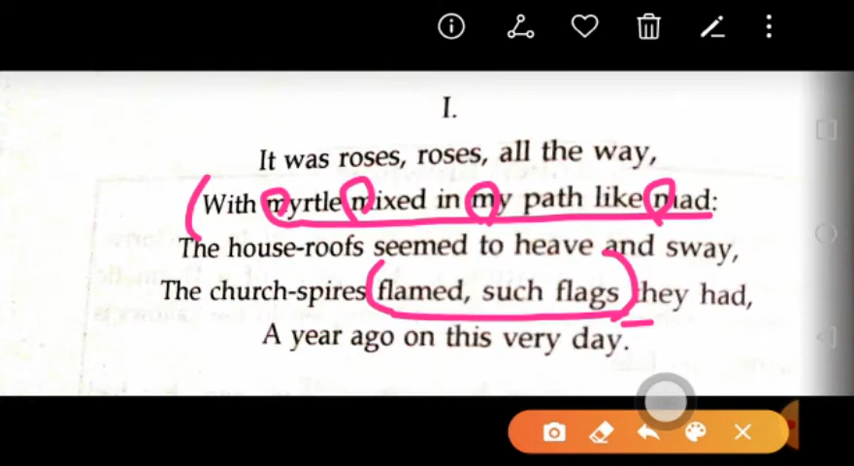 I.
It was roses, roses, all the way,
With myrtle mixed in my path like mad:
The house-roofs seemed to heave and sway,
The church-spires flamed, such flags they had,
A year ago on this very day.